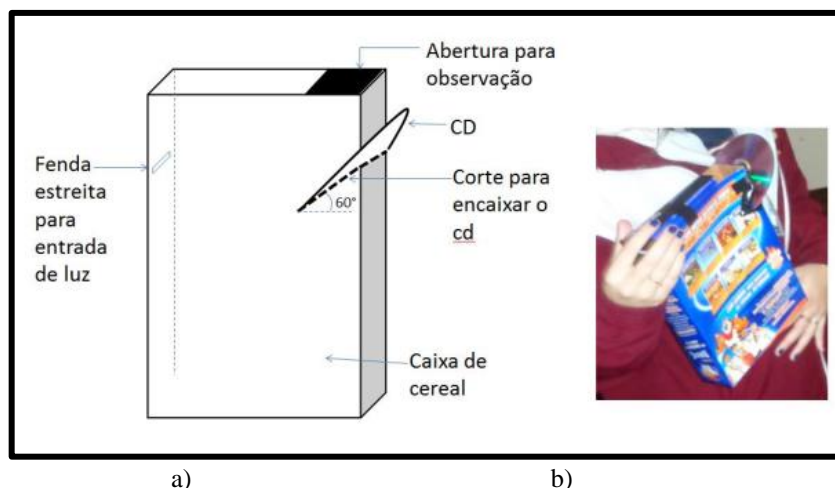 Abertura para
observação
CD
Fenda
estreita
para
entrada
de luz
Corte para
encaixar o
cd
60°
Caixa de
cereal
a)
b)